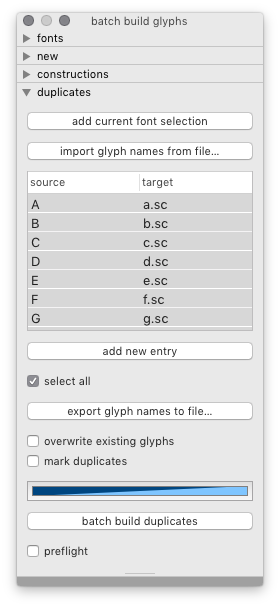 batch build glyphs
fonts
new
constructions
duplicates
add current font selection
import glyph names from file...
source target
A a.sc
B b.sc
C c.sc
D d.sc
E e.sc
F f.sc
G g.sc
add new entry
select all
export glyph names to file...
overwrite existing glyphs
mark duplicates
batch build duplicates
preflight